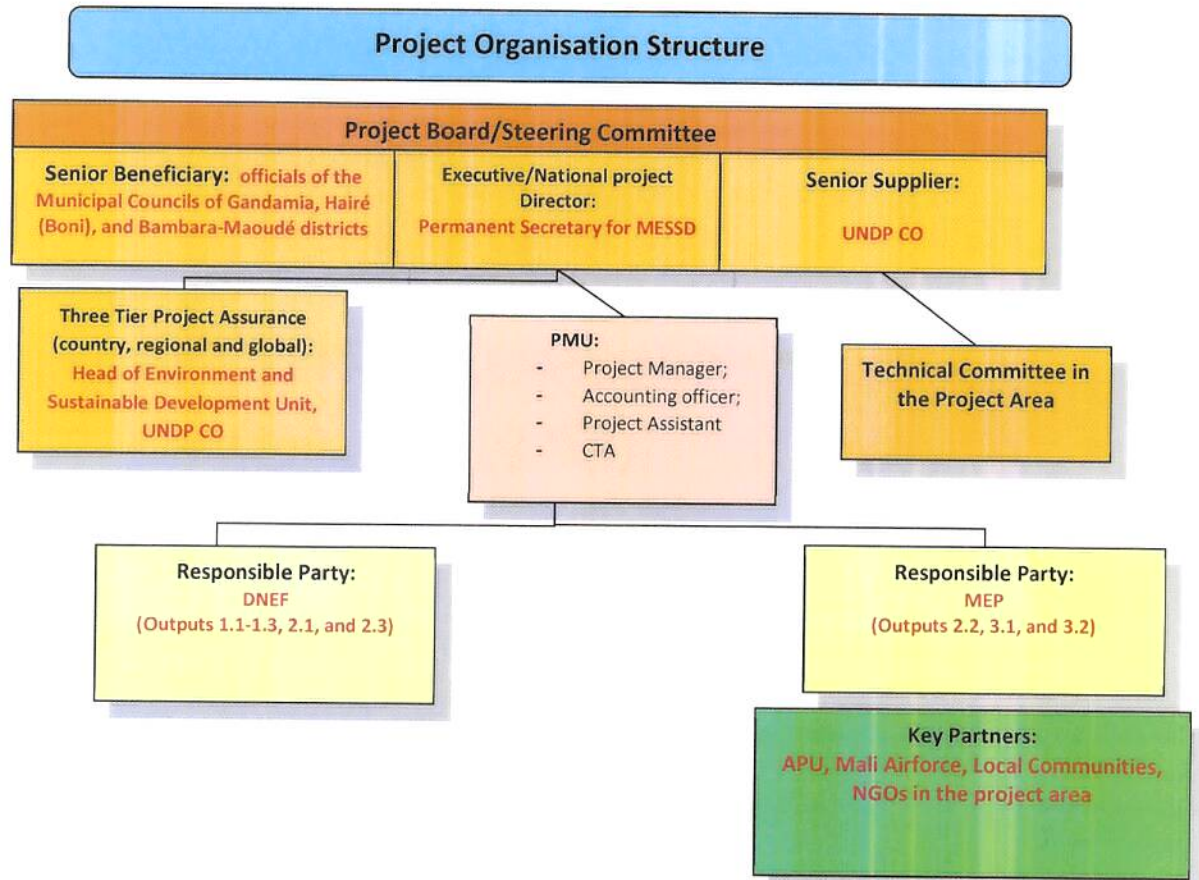 Project Organisation Structure
Project Board/Steering Committee
Senior Beneficiary: officials of the
Municipal Councils of Gandamia, Hairé
(Boni), and Bambara-Maoudé districts
Executive/National project
Director:
Permanent Secretary for MESSD
Senior Supplier:
UNDP CO
Three Tier Project Assurance
(country, regional and global):
Head of Environment and
Sustainable Development Unit,
UNDP CO
PMU:
- Project Manager;
- Accounting officer;
- Project Assistant
- CTA
Technical Committee in
the Project Area
Responsible Party:
DNEF
(Outputs 1.1-1.3, 2.1, and 2.3)
Responsible Party:
MEP
(Outputs 2.2, 3.1, and 3.2)
Key Partners:
APU, Mali Airforce, Local Communities,
NGOs in the project area